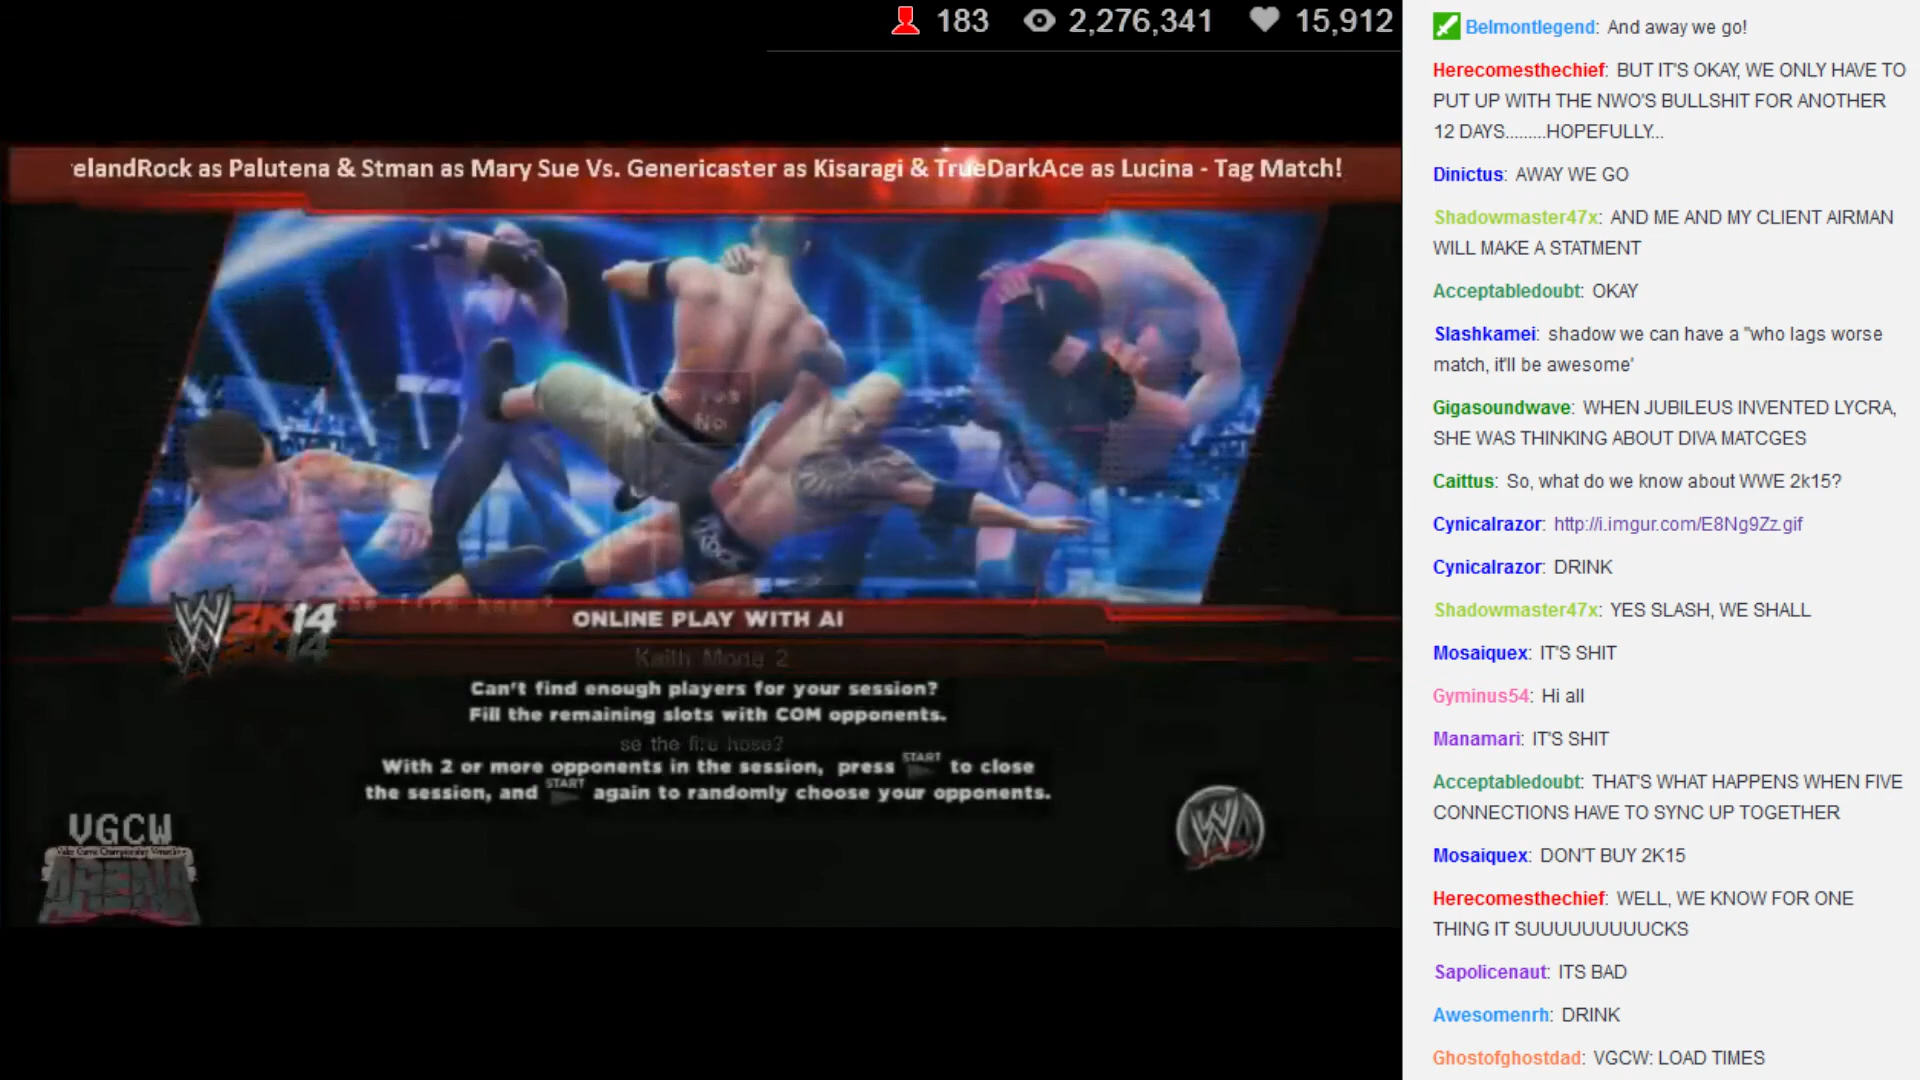 183 2,276,341 15,912
elandRock as Palutena & Stman as Mary Sue Vs. Genericaster as Kisaragi & TrueDarkAce as Lucina - Tag Match!
No
W 2K14
ONLINE PLAY WITH AI
Can't find enough players for your session?
Fill the remaining slots with COM opponents.
se the fire hose?
With 2 or more opponents in the session, press START to close
the session, and START again to randomly choose your opponents.
VGCW
Video Game Championship Wrestling
ARENA
Belmontlegend: And away we go!
Herecomesthechief: BUT IT'S OKAY, WE ONLY HAVE TO
PUT UP WITH THE NWO'S BULLSHIT FOR ANOTHER
12 DAYS.........HOPEFULLY...
Dinictus: AWAY WE GO
Shadowmaster47x: AND ME AND MY CLIENT AIRMAN
WILL MAKE A STATMENT
Acceptabledoubt: OKAY
Slashkamei: shadow we can have a "who lags worse
match, it'll be awesome'
Gigasoundwave: WHEN JUBILEUS INVENTED LYCRA,
SHE WAS THINKING ABOUT DIVA MATCGES
Caittus: So, what do we know about WWE 2k15?
Cynicalrazor: http://i.imgur.com/E8Ng9Zz.gif
Cynicalrazor: DRINK
Shadowmaster47x: YES SLASH, WE SHALL
Mosaiquex: IT'S SHIT
Gyminus54: Hi all
Manamari: IT'S SHIT
Acceptabledoubt: THAT'S WHAT HAPPENS WHEN FIVE
CONNECTIONS HAVE TO SYNC UP TOGETHER
Mosaiquex: DON'T BUY 2K15
Herecomesthechief: WELL, WE KNOW FOR ONE
THING IT SUUUUUUUUUCKS
Sapolicenaut: ITS BAD
Awesomenrh: DRINK
Ghostofghostdad: VGCW: LOAD TIMES